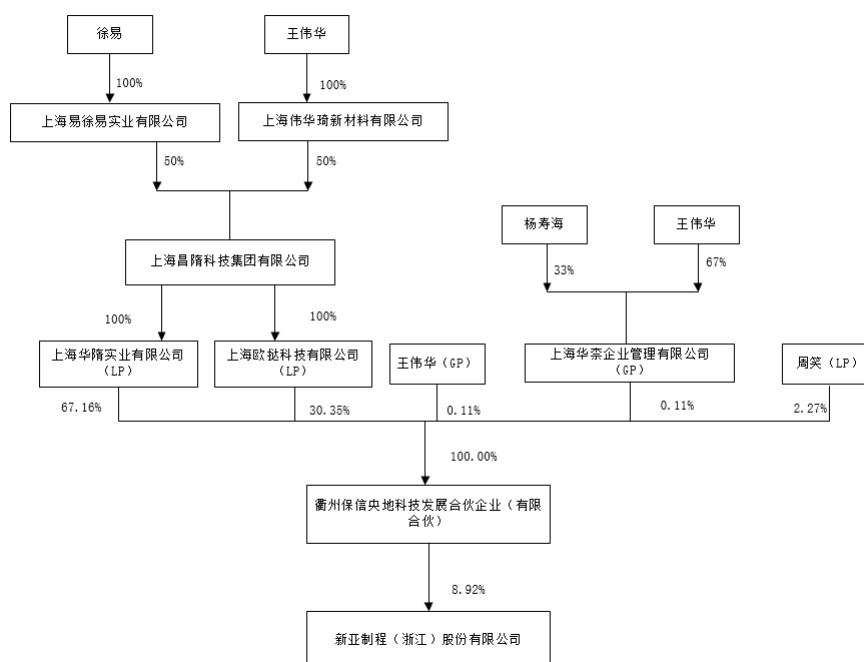 徐易
王伟华
100%
100%
上海易徐易实业有限公司
上海伟华琦新材料有限公司
50%
50%
杨寿海
王伟华
上海昌隋科技集团有限公司
33%
67%
100%
100%
上海华隋实业有限公司
（LP）
上海欧挞科技有限公司
（LP）
王伟华（GP）
上海华柰企业管理有限公司
（GP）
周笑（LP）
67.16%
30.35%
0.11%
0.11%
2.27%
100.00%
衢州保信央地科技发展合伙企业（有限
合伙）
8.92%
新亚制程（浙江）股份有限公司